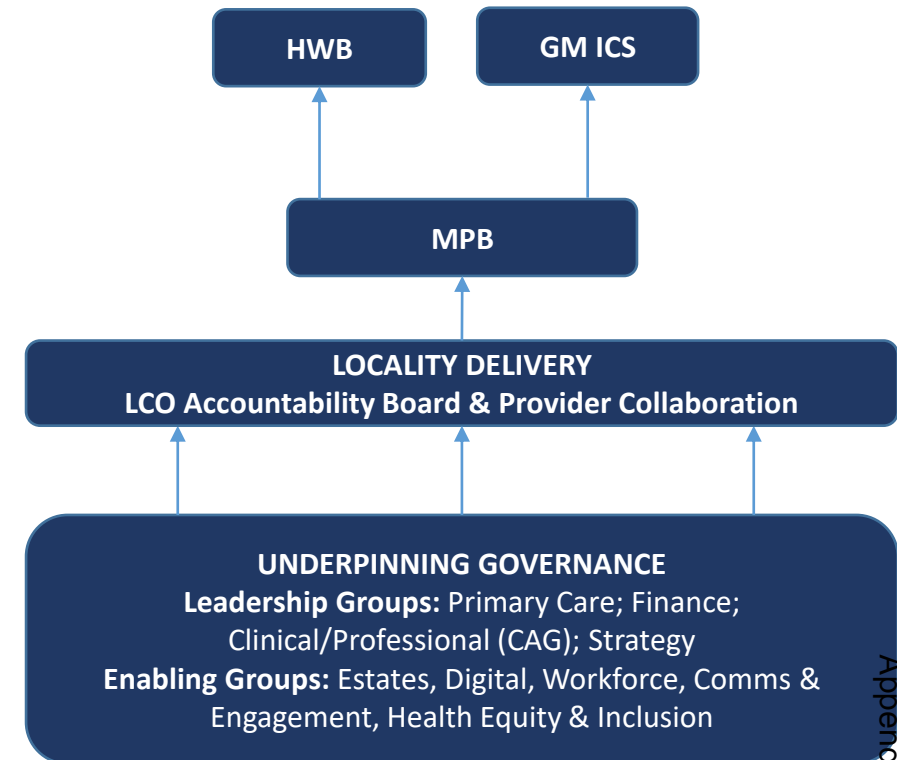 HWB
GM ICS
MPB
LOCALITY DELIVERY
LCO Accountability Board & Provider Collaboration
UNDERPINNING GOVERNANCE
Leadership Groups: Primary Care; Finance;
Clinical/Professional (CAG); Strategy
Enabling Groups: Estates, Digital, Workforce, Comms &
Engagement, Health Equity & Inclusion